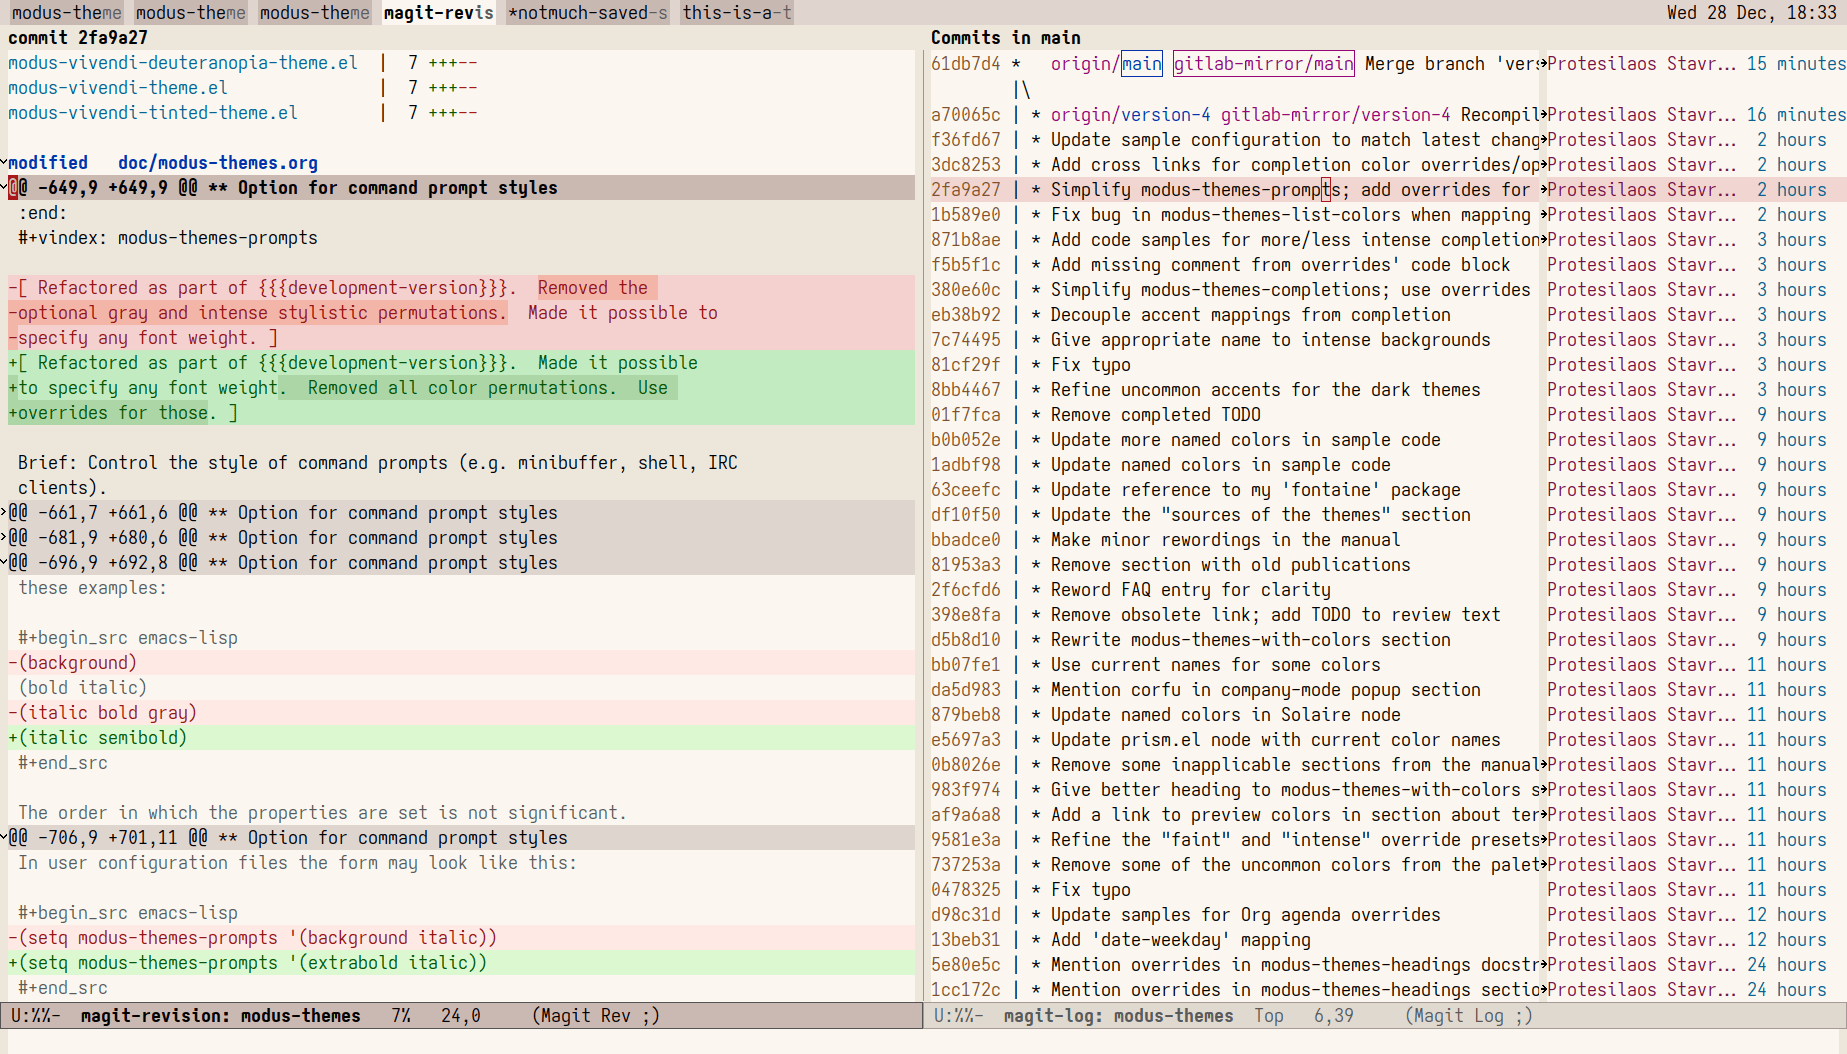 modus-theme modus-theme modus-theme magit-revis *notmuch-saved-s this-is-a-t Wed 28 Dec, 18:33
commit 2fa9a27
modus-vivendi-deuteranopia-theme.el | 7 +++--
modus-vivendi-theme.el | 7 +++--
modus-vivendi-tinted-theme.el | 7 +++--
modified doc/modus-themes.org
@@ -649,9 +649,9 @@ ** Option for command prompt styles
:end:
#+vindex: modus-themes-prompts
-[ Refactored as part of {{{development-version}}}. Removed the
-optional gray and intense stylistic permutations. Made it possible to
-specify any font weight. ]
+[ Refactored as part of {{{development-version}}}. Made it possible
+to specify any font weight. Removed all color permutations. Use
+overrides for those. ]
Brief: Control the style of command prompts (e.g. minibuffer, shell, IRC
clients).
@@ -661,7 +661,6 @@ ** Option for command prompt styles
@@ -681,9 +680,6 @@ ** Option for command prompt styles
@@ -696,9 +692,8 @@ ** Option for command prompt styles
these examples:
#+begin_src emacs-lisp
-(background)
(bold italic)
-(italic bold gray)
+(italic semibold)
#+end_src
The order in which the properties are set is not significant.
@@ -706,9 +701,11 @@ ** Option for command prompt styles
In user configuration files the form may look like this:
#+begin_src emacs-lisp
-(setq modus-themes-prompts '(background italic))
+(setq modus-themes-prompts '(extrabold italic))
#+end_src
U:%%- magit-revision: modus-themes 7% 24,0 (Magit Rev ;)
Commits in main
61db7d4 * origin/main gitlab-mirror/main Merge branch 'vers Protesilaos Stavr… 15 minutes
|\
a70065c | * origin/version-4 gitlab-mirror/version-4 Recompil Protesilaos Stavr… 16 minutes
f36fd67 | * Update sample configuration to match latest chang Protesilaos Stavr… 2 hours
3dc8253 | * Add cross links for completion color overrides/op Protesilaos Stavr… 2 hours
2fa9a27 | * Simplify modus-themes-prompts; add overrides for Protesilaos Stavr… 2 hours
1b589e0 | * Fix bug in modus-themes-list-colors when mapping Protesilaos Stavr… 2 hours
871b8ae | * Add code samples for more/less intense completion Protesilaos Stavr… 3 hours
f5b5f1c | * Add missing comment from overrides' code block Protesilaos Stavr… 3 hours
380e60c | * Simplify modus-themes-completions; use overrides Protesilaos Stavr… 3 hours
eb38b92 | * Decouple accent mappings from completion Protesilaos Stavr… 3 hours
7c74495 | * Give appropriate name to intense backgrounds Protesilaos Stavr… 3 hours
81cf29f | * Fix typo Protesilaos Stavr… 3 hours
8bb4467 | * Refine uncommon accents for the dark themes Protesilaos Stavr… 3 hours
01f7fca | * Remove completed TODO Protesilaos Stavr… 9 hours
b0b052e | * Update more named colors in sample code Protesilaos Stavr… 9 hours
1adbf98 | * Update named colors in sample code Protesilaos Stavr… 9 hours
63ceefc | * Update reference to my 'fontaine' package Protesilaos Stavr… 9 hours
df10f50 | * Update the "sources of the themes" section Protesilaos Stavr… 9 hours
bbadce0 | * Make minor rewordings in the manual Protesilaos Stavr… 9 hours
81953a3 | * Remove section with old publications Protesilaos Stavr… 9 hours
2f6cfd6 | * Reword FAQ entry for clarity Protesilaos Stavr… 9 hours
398e8fa | * Remove obsolete link; add TODO to review text Protesilaos Stavr… 9 hours
d5b8d10 | * Rewrite modus-themes-with-colors section Protesilaos Stavr… 9 hours
bb07fe1 | * Use current names for some colors Protesilaos Stavr… 11 hours
da5d983 | * Mention corfu in company-mode popup section Protesilaos Stavr… 11 hours
879beb8 | * Update named colors in Solaire node Protesilaos Stavr… 11 hours
e5697a3 | * Update prism.el node with current color names Protesilaos Stavr… 11 hours
0b8026e | * Remove some inapplicable sections from the manual Protesilaos Stavr… 11 hours
983f974 | * Give better heading to modus-themes-with-colors s Protesilaos Stavr… 11 hours
af9a6a8 | * Add a link to preview colors in section about ter Protesilaos Stavr… 11 hours
9581e3a | * Refine the "faint" and "intense" override presets Protesilaos Stavr… 11 hours
737253a | * Remove some of the uncommon colors from the palet Protesilaos Stavr… 11 hours
0478325 | * Fix typo Protesilaos Stavr… 11 hours
d98c31d | * Update samples for Org agenda overrides Protesilaos Stavr… 12 hours
13beb31 | * Add 'date-weekday' mapping Protesilaos Stavr… 12 hours
5e80e5c | * Mention overrides in modus-themes-headings docstr Protesilaos Stavr… 24 hours
1cc172c | * Mention overrides in modus-themes-headings sectio Protesilaos Stavr… 24 hours
U:%%- magit-log: modus-themes Top 6,39 (Magit Log ;)